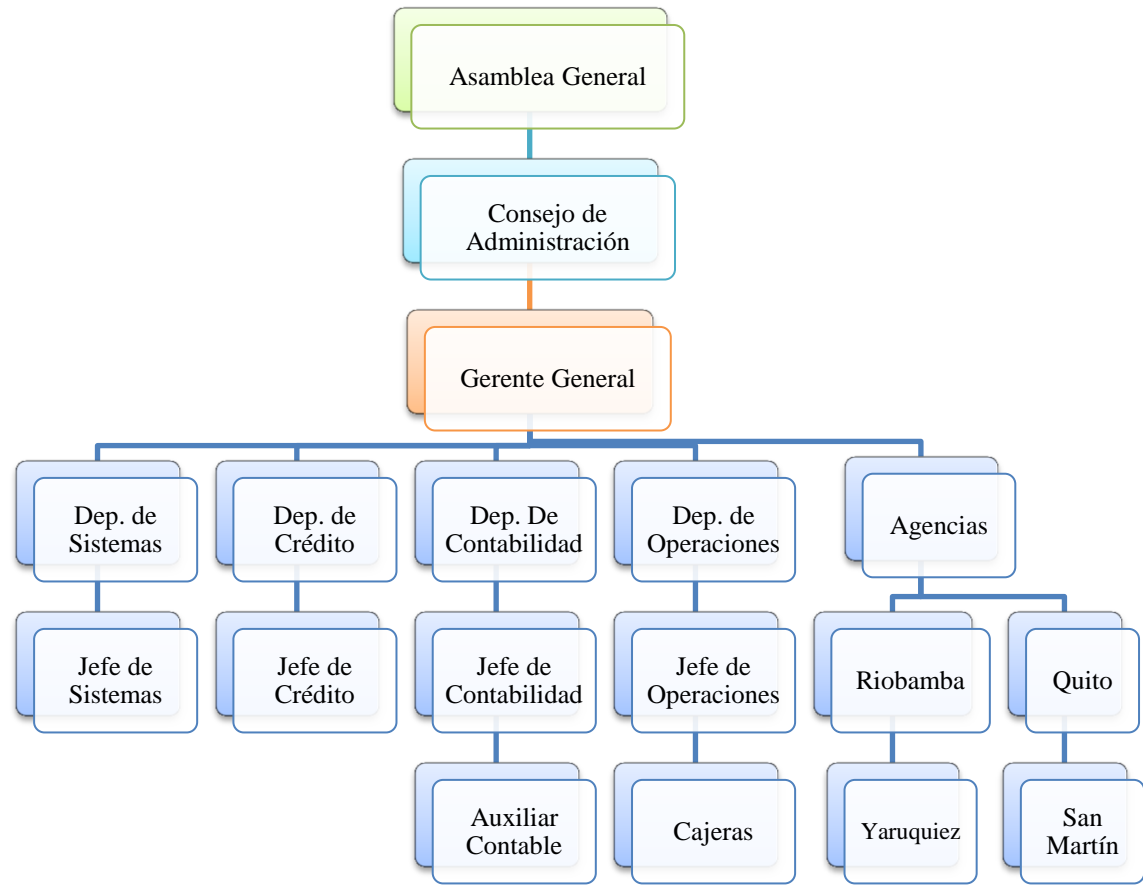 Asamblea General
Consejo de
Administración
Gerente General
Dep. de
Sistemas
Dep. de
Crédito
Dep. De
Contabilidad
Dep. de
Operaciones
Agencias
Jefe de
Sistemas
Jefe de
Crédito
Jefe de
Contabilidad
Jefe de
Operaciones
Riobamba
Quito
Auxiliar
Contable
Cajeras
Yaruquiez
San
Martín